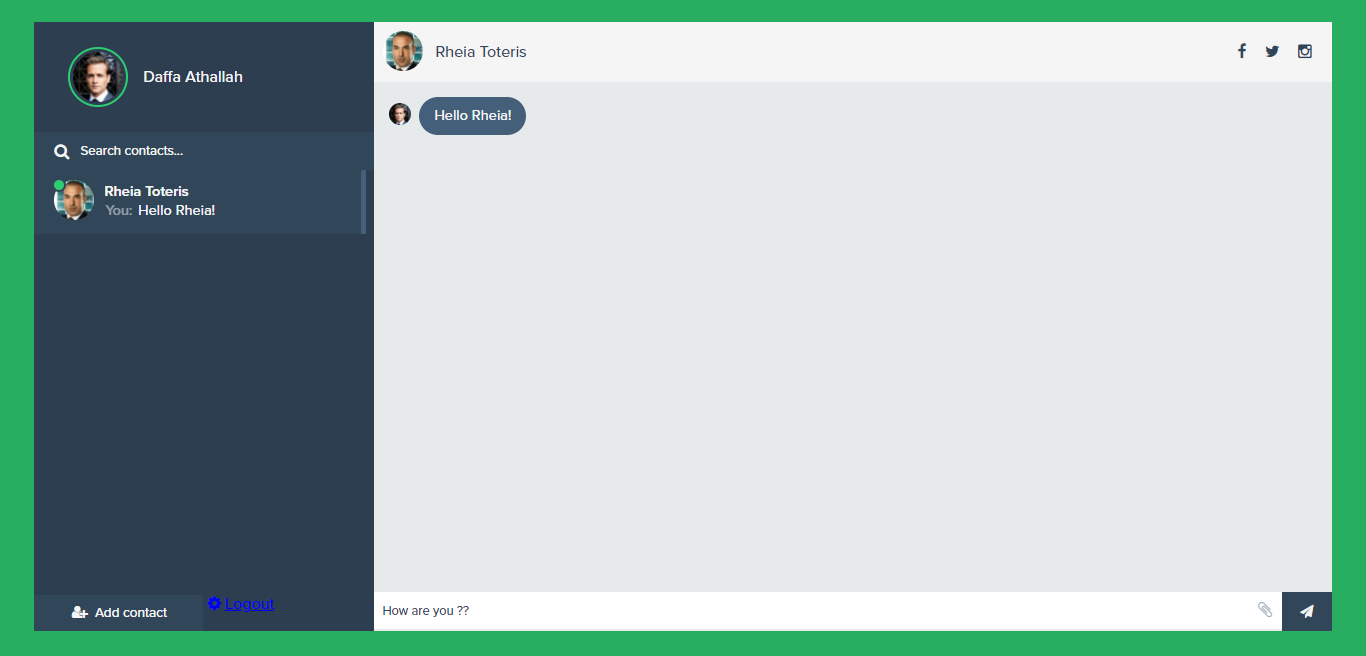 Daffa Athallah
Search contacts...
Rheia Toteris
You: Hello Rheia!
Add contact
Logout
Rheia Toteris
Hello Rheia!
How are you ??